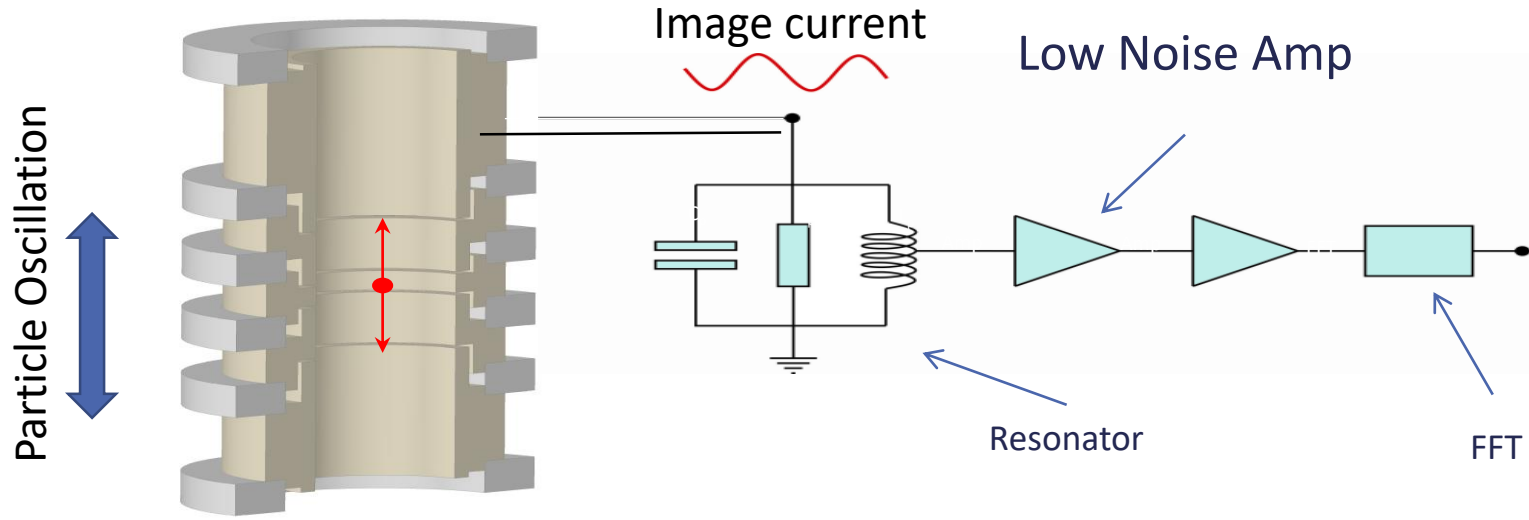 Image current
Low Noise Amp
Particle Oscillation
Resonator
FFT